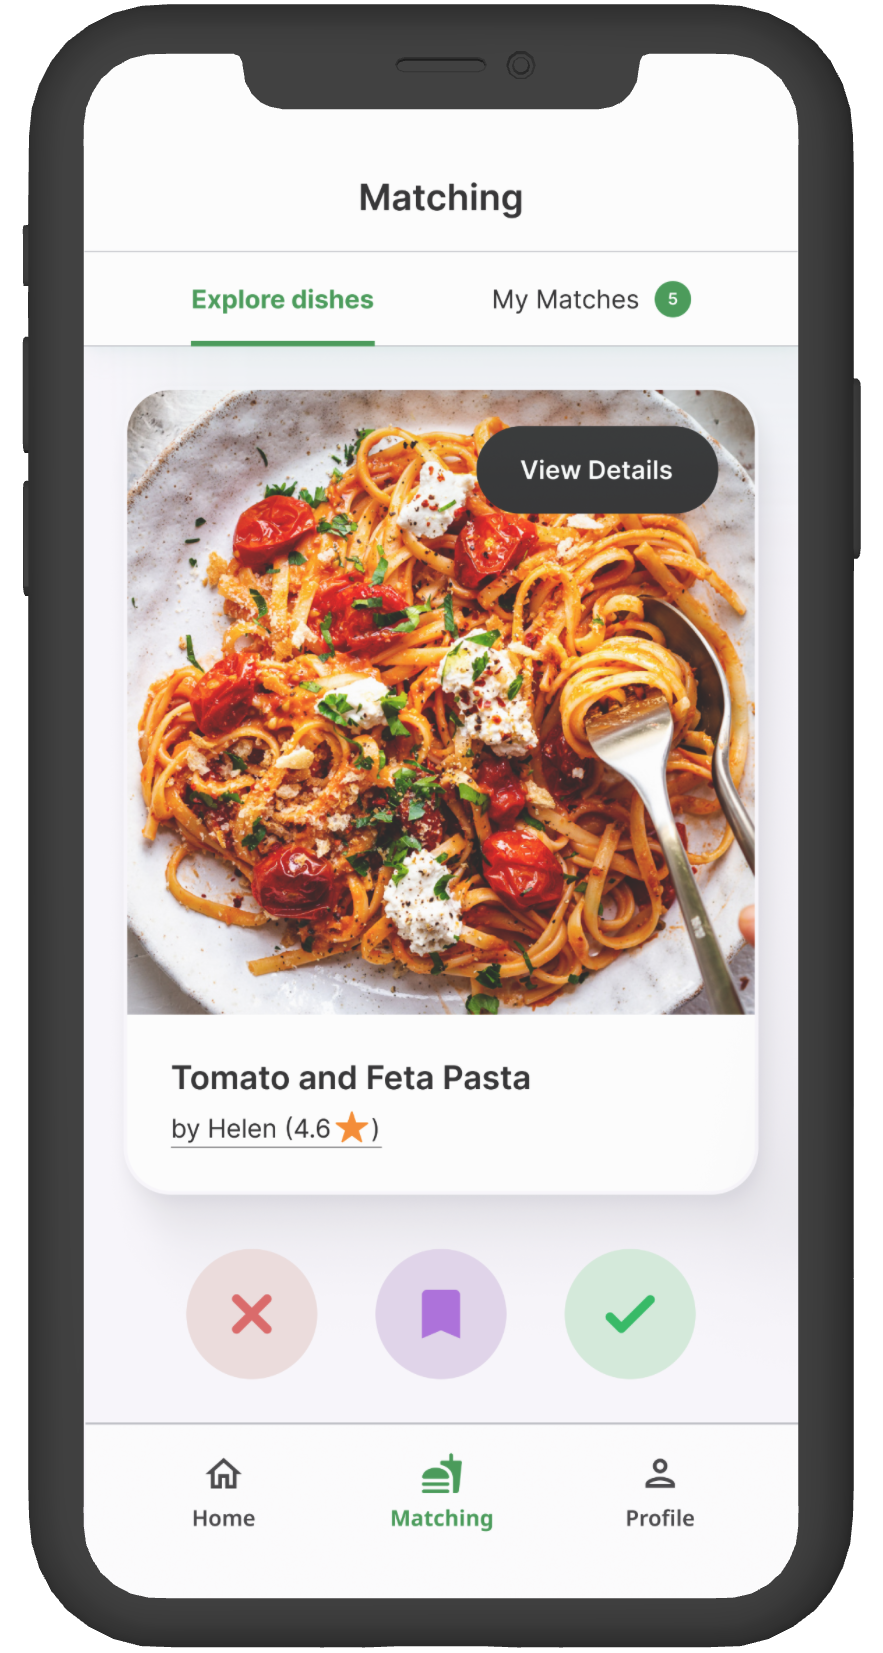 Matching
Explore dishes
My Matches 5
View Details
Tomato and Feta Pasta
by Helen (4.6★)
Home
Matching
Profile